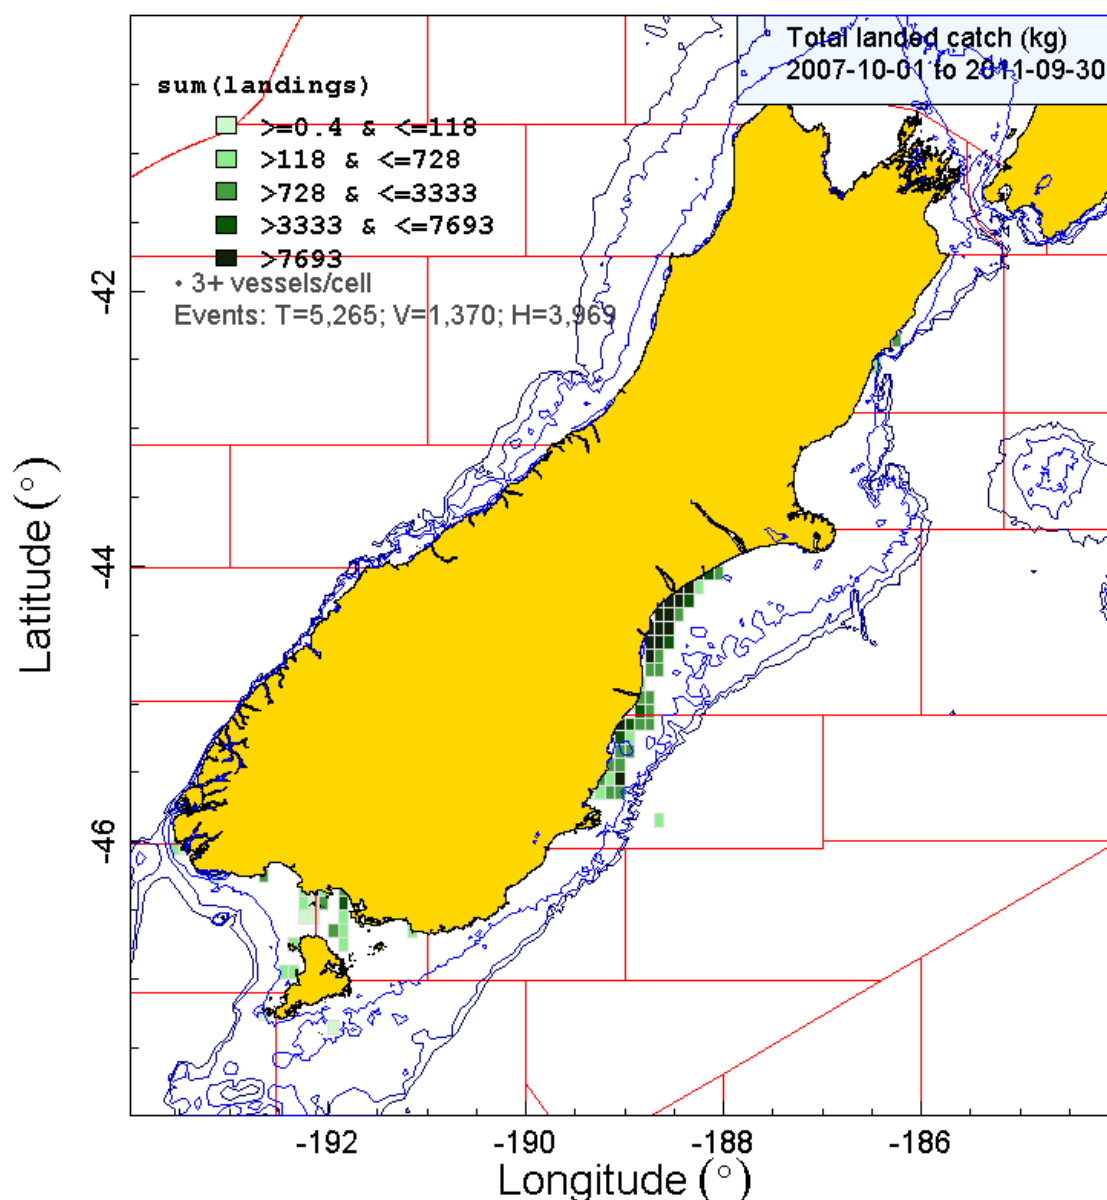 Total landed catch (kg)
2007-10-01 to 2011-09-30
sum(landings)
>=0.4 & <=118
>118 & <=728
>728 & <=3333
>3333 & <=7693
>7693
• 3+ vessels/cell
Events: T=5,265; V=1,370; H=3,969
-42
-44
-46
Latitude (°)
-192
-190
-188
-186
Longitude (°)